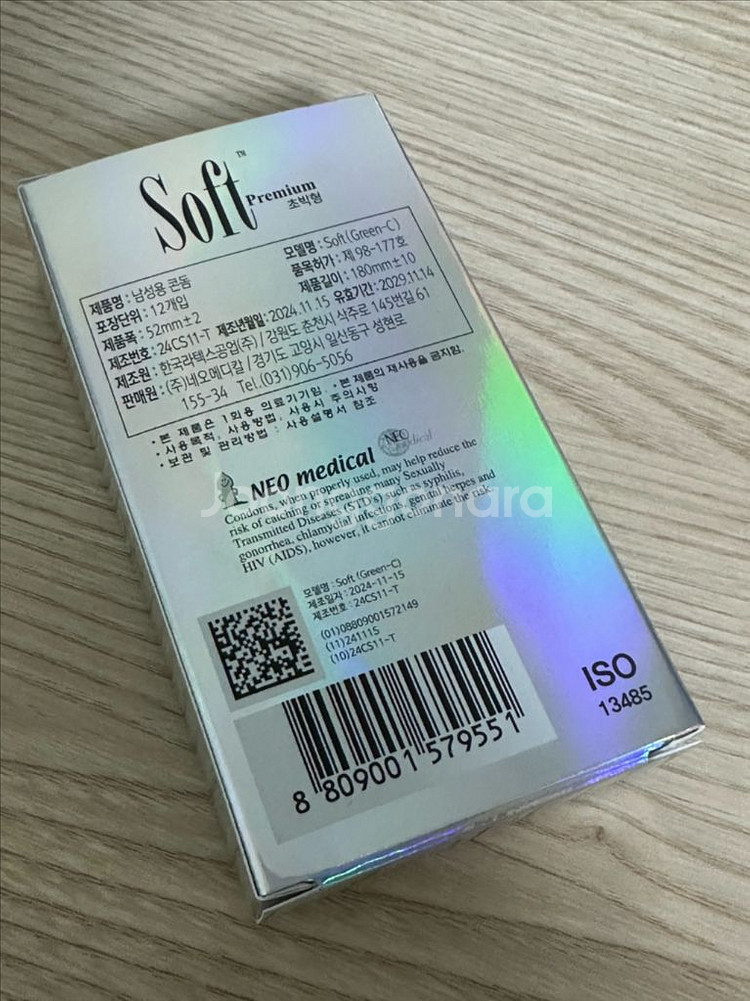 Soft™
Premium
초박형
제품명 : 남성용 콘돔 모델명 : Soft(Green-C)
포장단위 : 12개입 품목허가 : 제 98-177호
제품폭 : 52mm±2 제품길이 : 180mm±10
제조번호 : 24CS11-T 제조년월일 : 2024.11.15 유효기간 : 2029.11.14
제조원 : 한국라텍스공업(주) / 강원도 춘천시 삭주로 145번길 61
판매원 : (주)네오메디칼 / 경기도 고양시 일산동구 성현로
155-34 Tel.(031)906-5056
· 본 제품은 1회용 의료기기임. · 본 제품의 재사용을 금지함.
· 사용목적, 사용방법, 사용시 주의사항
· 보관 및 관리방법 : 사용설명서 참조
NEO medical
NEO
medical
Condoms, when properly used, may help reduce the
risk of catching or spreading many Sexually
Transmitted Diseases (STD) such as syphilis,
gonorrhea, chlamydial infections, genital herpes and
HIV (AIDS), however, it cannot eliminate the risk.
Joonggonara
모델명 : Soft (Green-C)
제조일자 : 2024-11-15
제조번호 : 24CS11-T
(01)08809001572149
(11)241115
(10)24CS11-T
8 809001 579551
ISO
13485